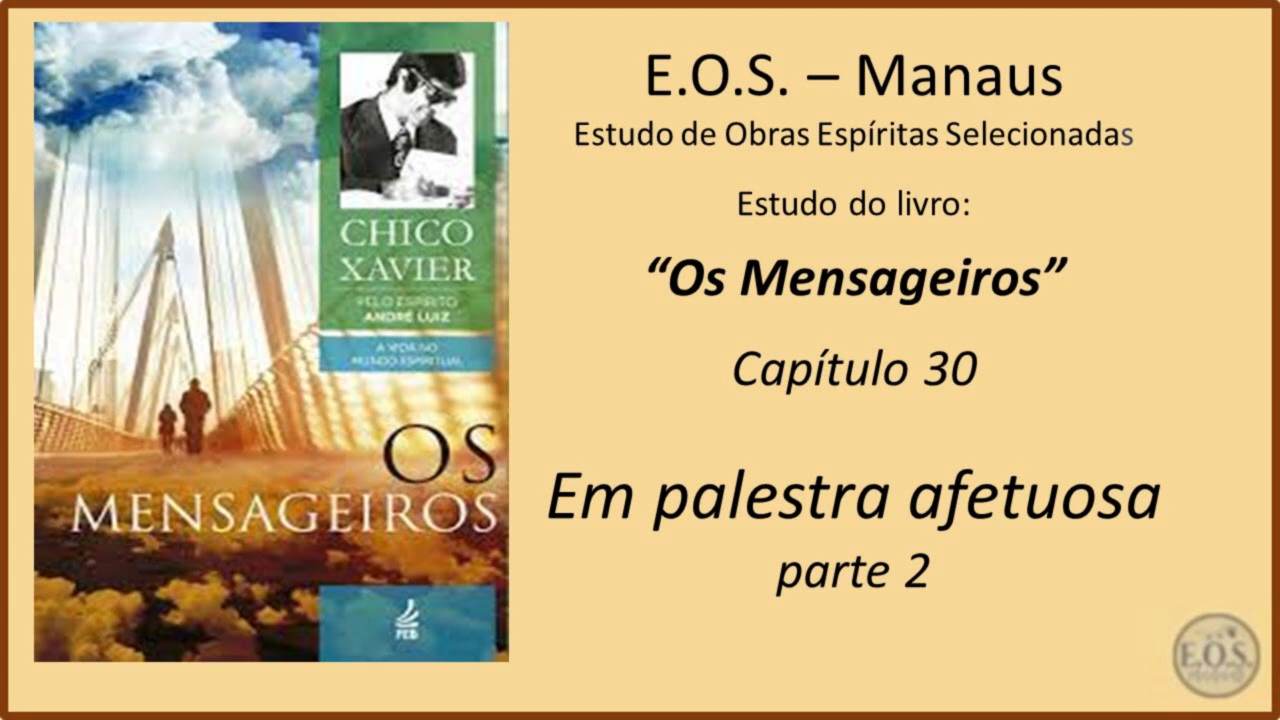 CHICO
XAVIER
PELO ESPÍRITO
ANDRÉ LUIZ
A VIDA NO
MUNDO ESPIRITUAL
OS
MENSAGEIROS
FEB
E.O.S. – Manaus
Estudo de Obras Espíritas Selecionadas
Estudo do livro:
“Os Mensageiros”
Capítulo 30
Em palestra afetuosa
parte 2
E.O.S.